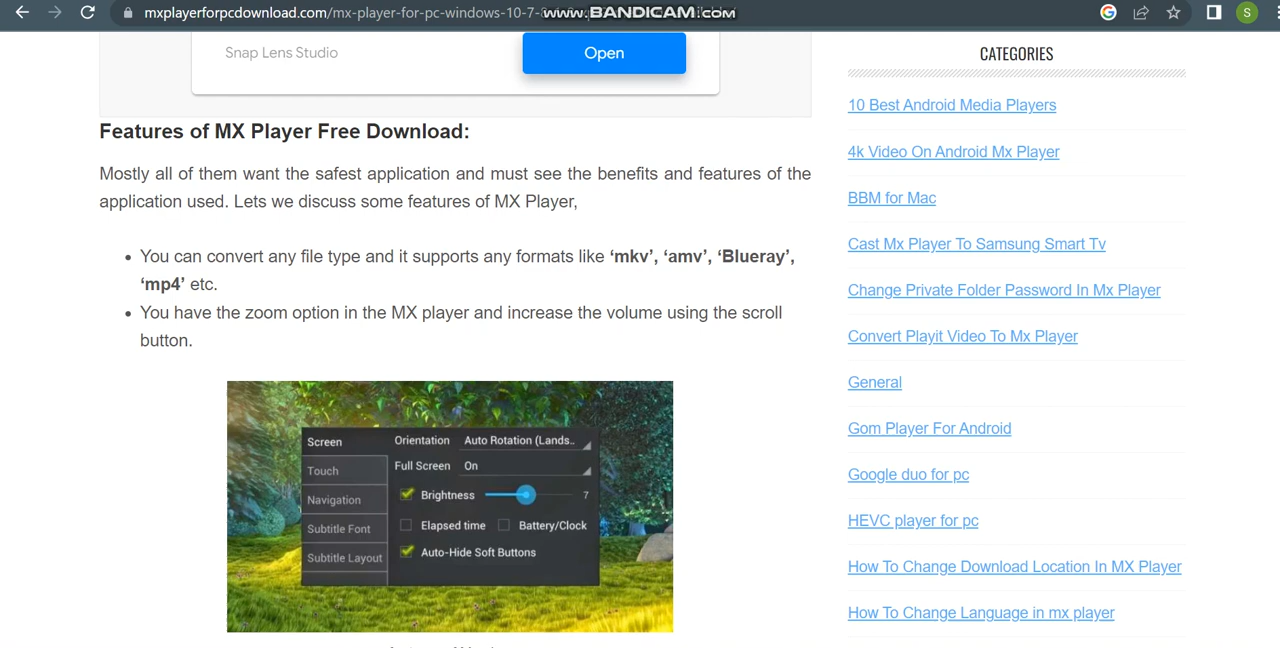 mxplayerforpcdownload.com/mx-player-for-pc-windows-10-7-8
www.BANDICAM.com
S
Snap Lens Studio
Open
Features of MX Player Free Download:
Mostly all of them want the safest application and must see the benefits and features of the
application used. Lets we discuss some features of MX Player,
You can convert any file type and it supports any formats like ‘mkv’, ‘amv’, ‘Blueray’,
‘mp4’ etc.
You have the zoom option in the MX player and increase the volume using the scroll
button.
Screen
Touch
Navigation
Subtitle Font
Subtitle Layout
Orientation Auto Rotation (Lands..
Full Screen On
Brightness 7
Elapsed time Battery/Clock
Auto-Hide Soft Buttons
CATEGORIES
10 Best Android Media Players
4k Video On Android Mx Player
BBM for Mac
Cast Mx Player To Samsung Smart Tv
Change Private Folder Password In Mx Player
Convert Playit Video To Mx Player
General
Gom Player For Android
Google duo for pc
HEVC player for pc
How To Change Download Location In MX Player
How To Change Language in mx player